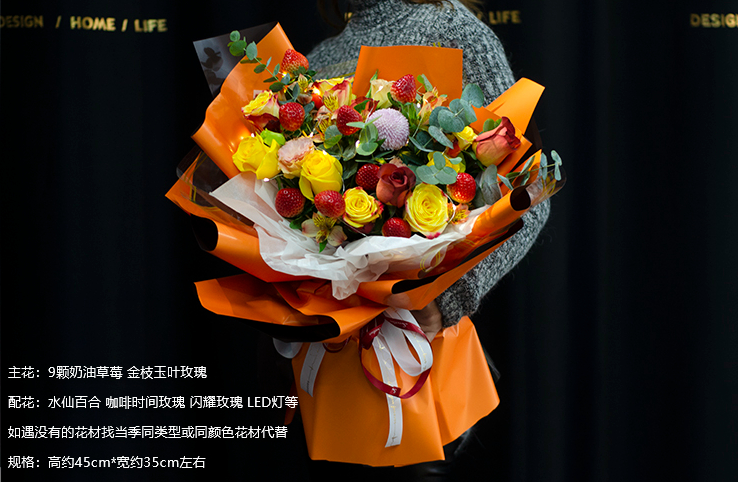 DESIGN / HOME / LIFE
DESIGN
主花：9颗奶油草莓 金枝玉叶玫瑰
配花：水仙百合 咖啡时间玫瑰 闪耀玫瑰 LED灯等
如遇没有的花材找当季同类型或同颜色花材代替
规格：高约45cm*宽约35cm左右